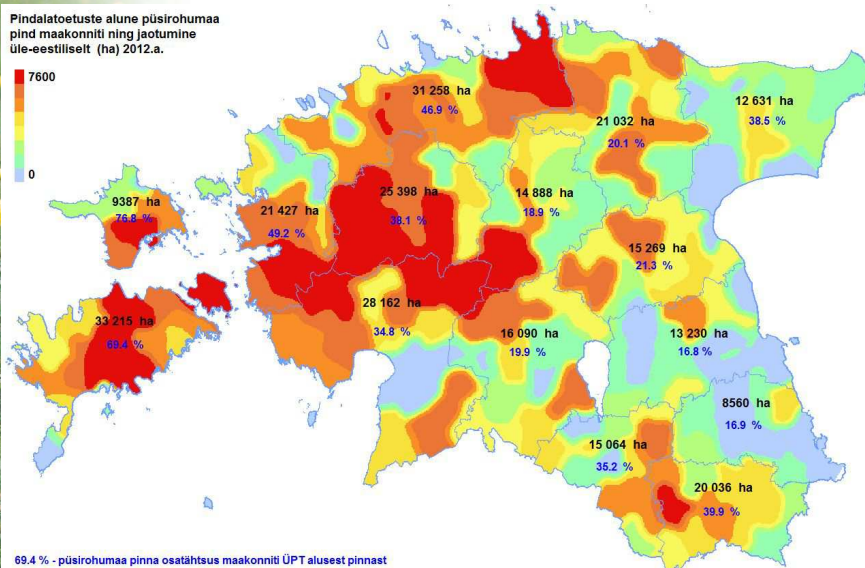 Pindalatoetuste alune püsirohumaa
pind maakonniti ning jaotumine
üle-eestiliselt (ha) 2012.a.
7600
0
31 258 ha
46.9 %
12 631 ha
38.5 %
21 032 ha
20.1 %
9387 ha
76.8 %
21 427 ha
49.2 %
25 398 ha
38.1 %
14 888 ha
18.9 %
15 269 ha
21.3 %
33 215 ha
69.4 %
28 162 ha
34.8 %
16 090 ha
19.9 %
13 230 ha
16.8 %
8560 ha
16.9 %
15 064 ha
35.2 %
20 036 ha
39.9 %
69.4 % - püsirohumaa pinna osatähtsus maakonniti ÜPT alusest pinnast